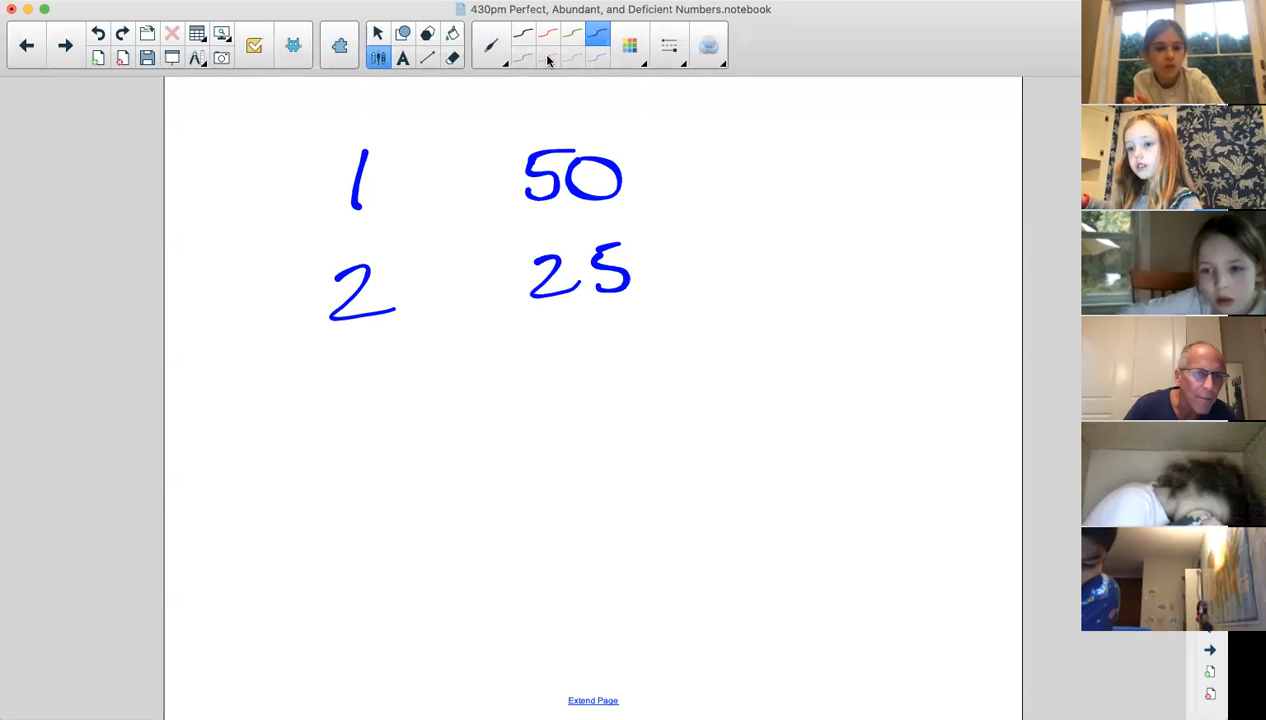 430pm Perfect, Abundant, and Deficient Numbers.notebook
A
1 50
2 25
Extend Page